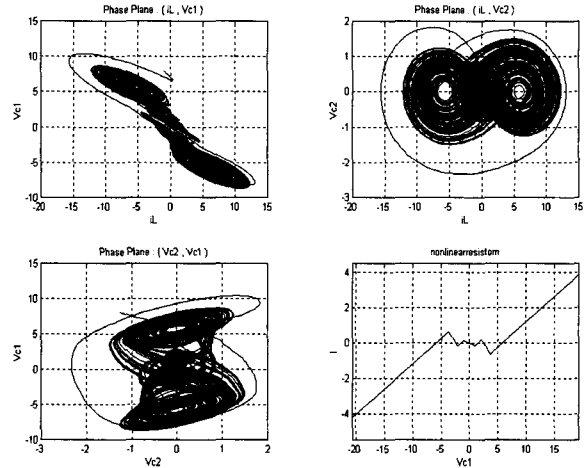 Phase Plane : (iL , Vc1)
15
10
5
0
-5
-10
-20 -15 -10 -5 0 5 10 15
Vc1
iL
Phase Plane : (iL , Vc2)
2
1
0
-1
-2
-3
-20 -15 -10 -5 0 5 10 15
Vc2
iL
Phase Plane : (Vc2 , Vc1)
15
10
5
0
-5
-10
-3 -2 -1 0 1 2
Vc1
Vc2
nonlinearresistorn
4
2
0
-2
-4
-20 -15 -10 -5 0 5 10 15
I
Vc1